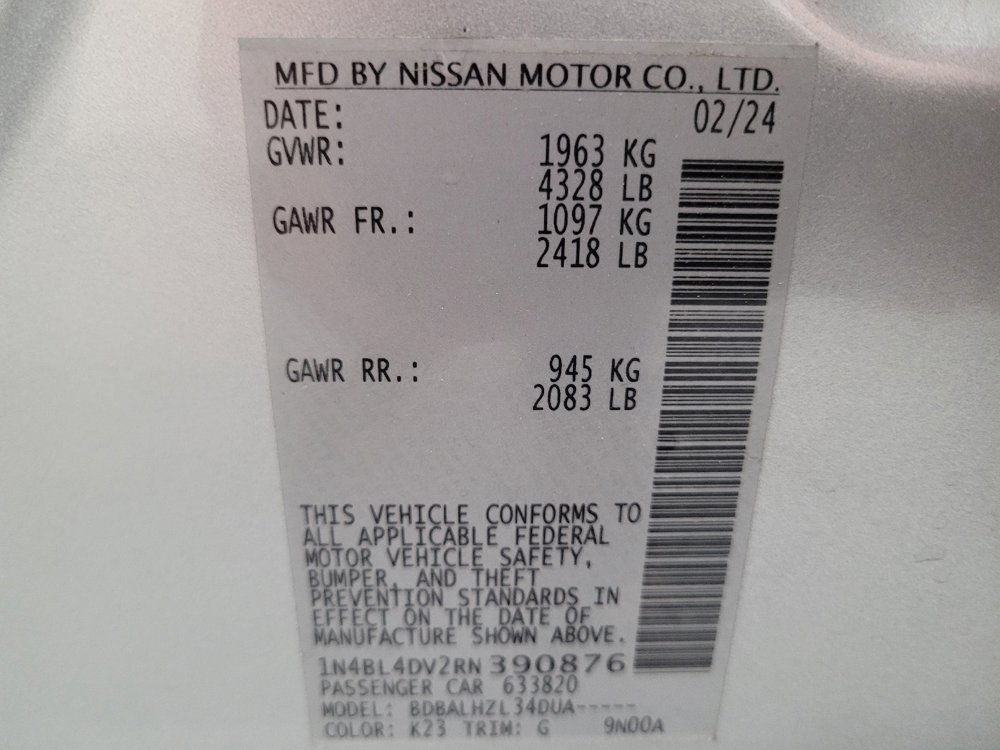 MFD BY NISSAN MOTOR CO., LTD.
DATE: 02/24
GVWR: 1963 KG
4328 LB
GAWR FR.: 1097 KG
2418 LB
GAWR RR.: 945 KG
2083 LB
THIS VEHICLE CONFORMS TO
ALL APPLICABLE FEDERAL
MOTOR VEHICLE SAFETY,
BUMPER, AND THEFT
PREVENTION STANDARDS IN
EFFECT ON THE DATE OF
MANUFACTURE SHOWN ABOVE.
1N4BL4DV2RN390876
PASSENGER CAR 633820
MODEL: BDBALHZL34DUA-----
COLOR: K23 TRIM: G 9N00A